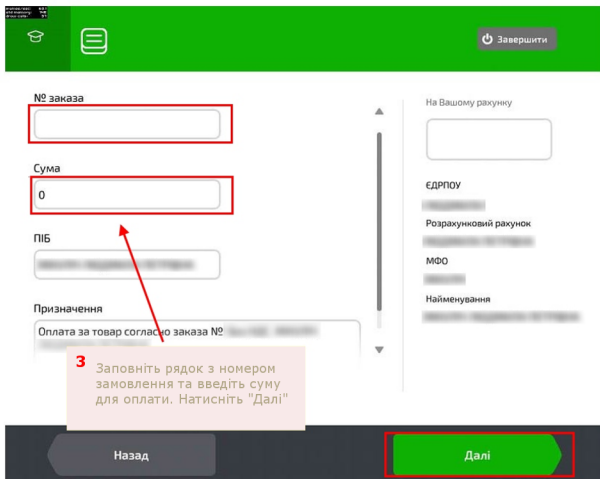 Завершити
№ заказа
На Вашому рахунку
Сума
0
ЄДРПОУ
Розрахунковий рахунок
ПІБ
МФО
Найменування
Призначення
Оплата за товар согласно заказа №
3 Заповніть рядок з номером
замовлення та введіть суму
для оплати. Натисніть "Далі"
Назад
Далі